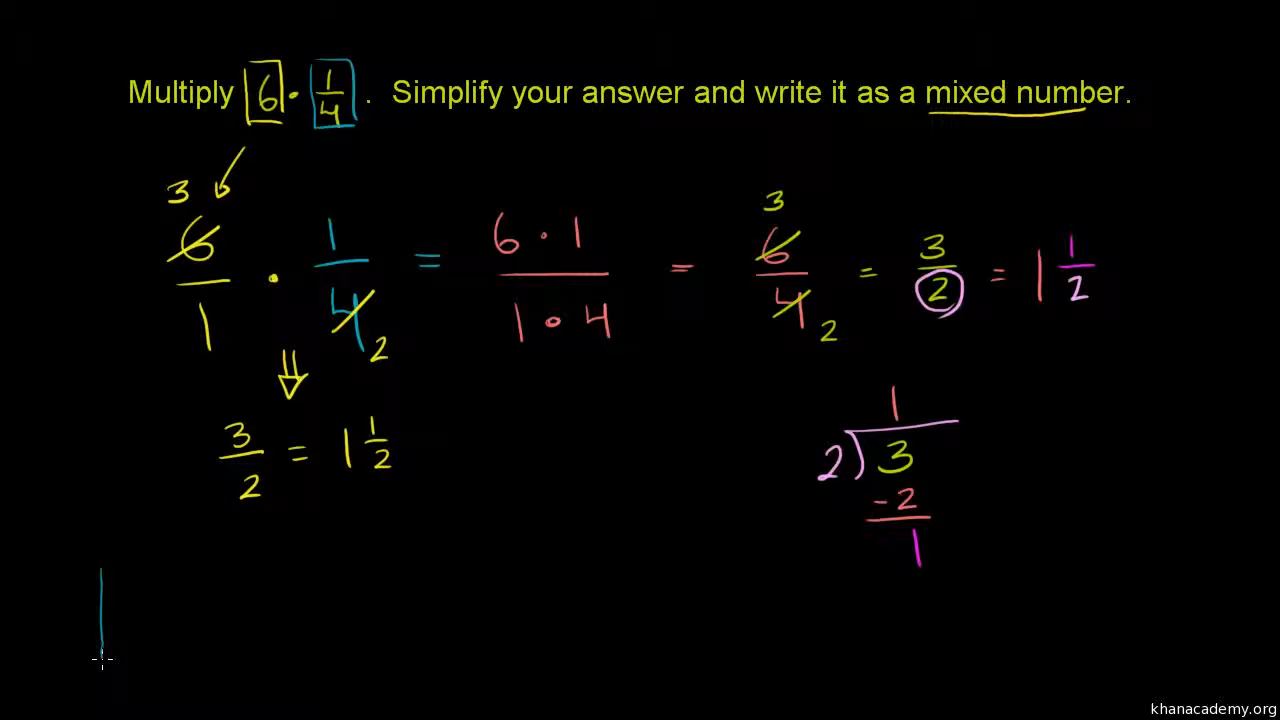 Multiply 6 · 1/4 . Simplify your answer and write it as a mixed number.
3 3
6/1 · 1/4 = 6 · 1 / 1 · 4 = 6/4 = 3/2 = 1 1/2
2 2
3/2 = 1 1/2
1
2)3
-2
1
khanacademy.org